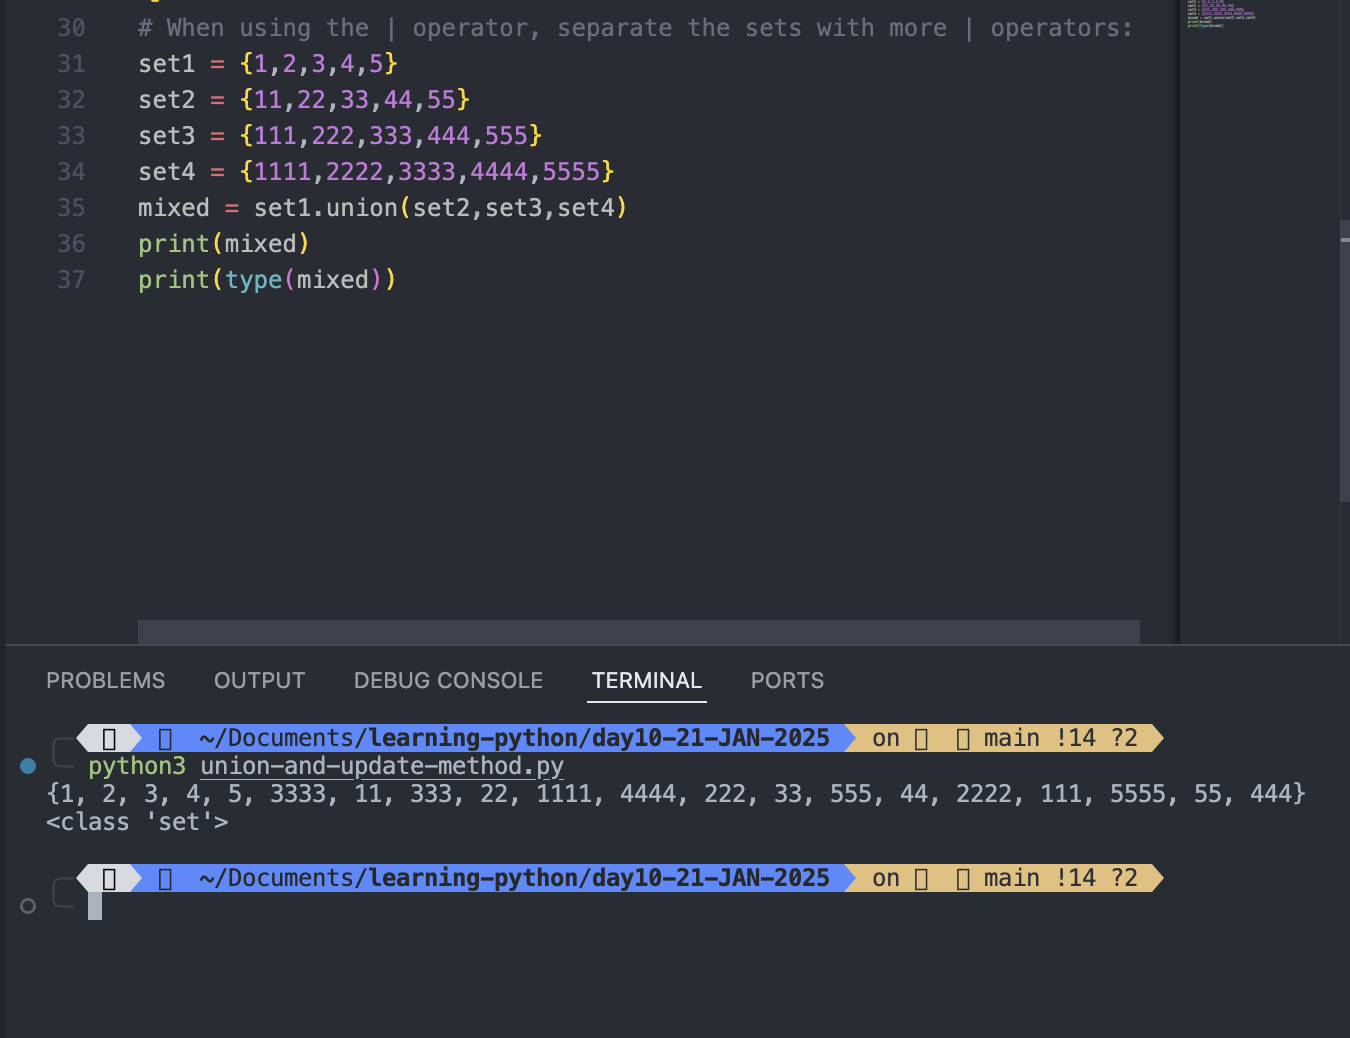 30 # When using the | operator, separate the sets with more | operators:
31 set1 = {1,2,3,4,5}
32 set2 = {11,22,33,44,55}
33 set3 = {111,222,333,444,555}
34 set4 = {1111,2222,3333,4444,5555}
35 mixed = set1.union(set2,set3,set4)
36 print(mixed)
37 print(type(mixed))
PROBLEMS OUTPUT DEBUG CONSOLE TERMINAL PORTS
~/Documents/learning-python/day10-21-JAN-2025 on main !14 ?2
python3 union-and-update-method.py
{1, 2, 3, 4, 5, 3333, 11, 333, 22, 1111, 4444, 222, 33, 555, 44, 2222, 111, 5555, 55, 444}
<class 'set'>
~/Documents/learning-python/day10-21-JAN-2025 on main !14 ?2